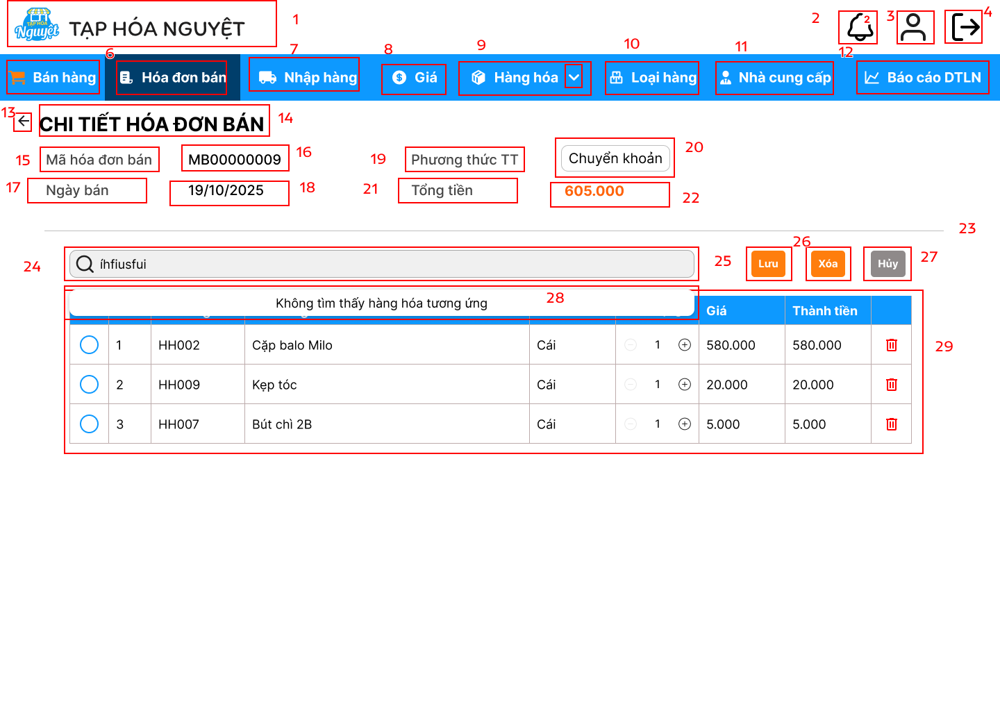 TẠP HÓA
Nguyệt
TẠP HÓA NGUYỆT
1
2
2
3
4
6
7
8
9
10
11
12
Bán hàng
Hóa đơn bán
Nhập hàng
Giá
Hàng hóa
Loại hàng
Nhà cung cấp
Báo cáo DTLN
13
CHI TIẾT HÓA ĐƠN BÁN
14
15
Mã hóa đơn bán
MB00000009
16
19
Phương thức TT
Chuyển khoản
20
17
Ngày bán
19/10/2025
18
21
Tổng tiền
605.000
22
23
24
íhfiusfui
25
Lưu
26
Xóa
Hủy
27
Không tìm thấy hàng hóa tương ứng
28
Giá
Thành tiền
1
HH002
Cặp balo Milo
Cái
1
580.000
580.000
29
2
HH009
Kẹp tóc
Cái
1
20.000
20.000
3
HH007
Bút chì 2B
Cái
1
5.000
5.000